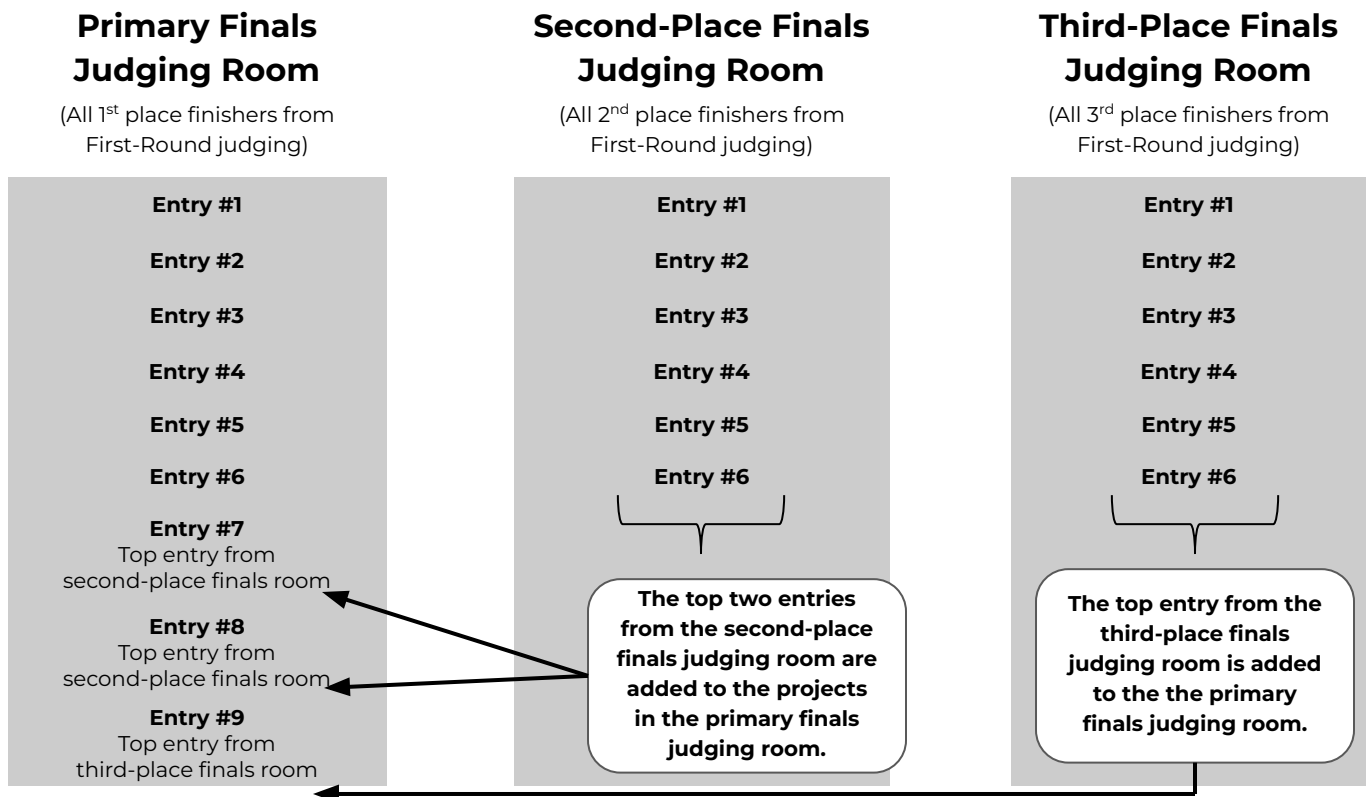 Primary Finals
Judging Room
(All 1st place finishers from
First-Round judging)
Entry #1
Entry #2
Entry #3
Entry #4
Entry #5
Entry #6
Entry #7
Top entry from
second-place finals room
Entry #8
Top entry from
second-place finals room
Entry #9
Top entry from
third-place finals room
Second-Place Finals
Judging Room
(All 2nd place finishers from
First-Round judging)
Entry #1
Entry #2
Entry #3
Entry #4
Entry #5
Entry #6
The top two entries
from the second-place
finals judging room are
added to the projects
in the primary finals
judging room.
Third-Place Finals
Judging Room
(All 3rd place finishers from
First-Round judging)
Entry #1
Entry #2
Entry #3
Entry #4
Entry #5
Entry #6
The top entry from the
third-place finals
judging room is added
to the the primary
finals judging room.